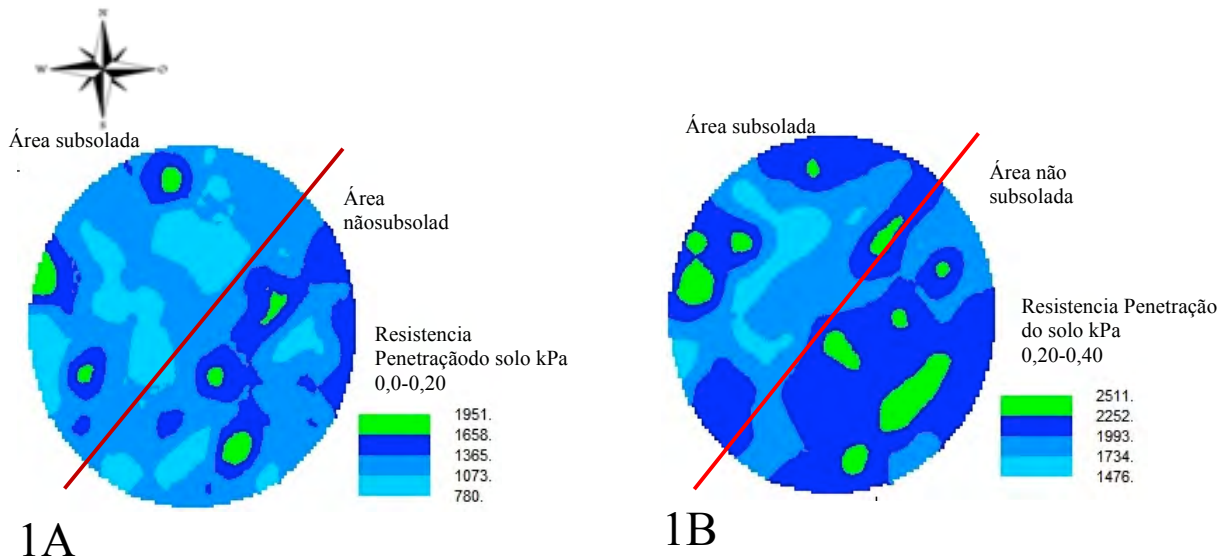 N
W
O
S
Área subsolada
Área
nãosubsolad
Resistencia
Penetraçãodo solo kPa
0,0-0,20
1951.
1658.
1365.
1073.
780.
1A
Área subsolada
Área não
subsolada
Resistencia Penetração
do solo kPa
0,20-0,40
2511.
2252.
1993.
1734.
1476.
1B